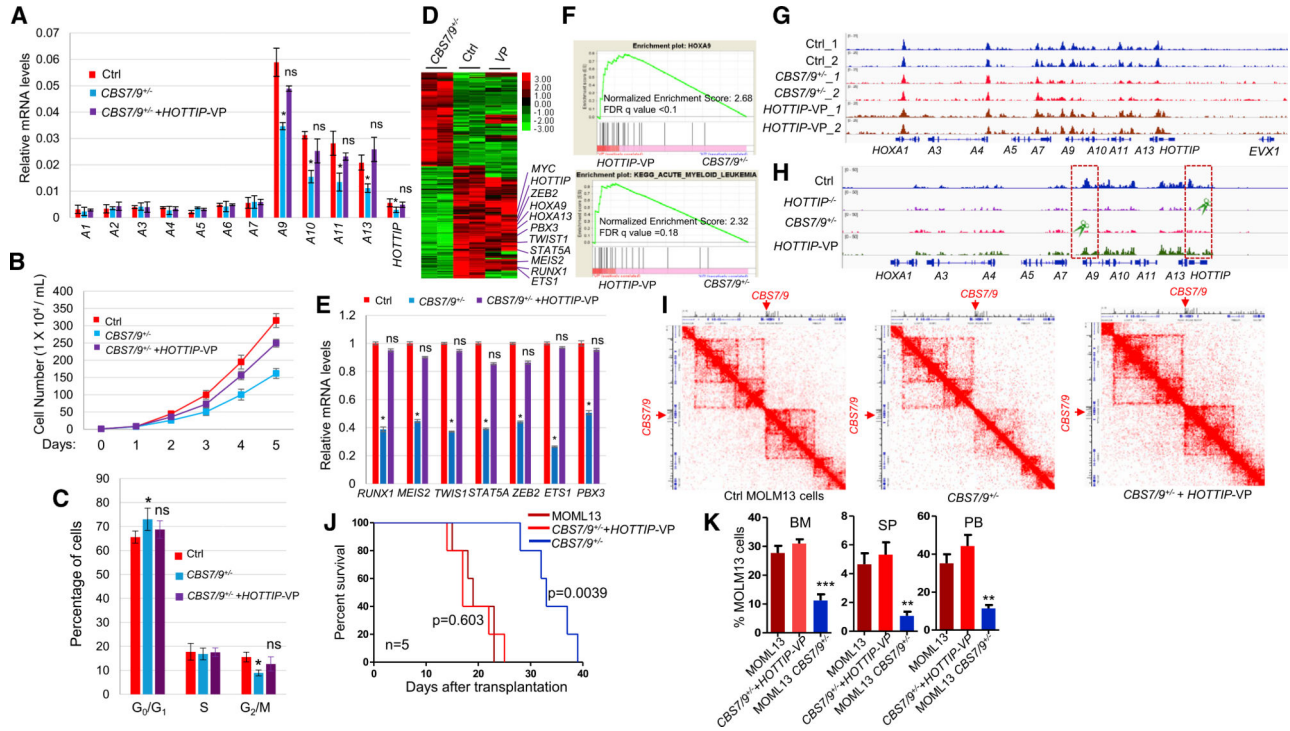 A
Relative mRNA levels
0.07
0.06
0.05
0.04
0.03
0.02
0.01
0
Ctrl
CBS7/9+/-
CBS7/9+/- +HOTTIP-VP
ns
ns
ns
ns
ns
* * * * *
A1 A2 A3 A4 A5 A6 A7 A9 A10 A11 A13 HOTTIP
B
Cell Number (1 X 10⁴ / mL)
400
350
300
250
200
150
100
50
0
Ctrl
CBS7/9+/-
CBS7/9+/- +HOTTIP-VP
Days: 0 1 2 3 4 5
C
Percentage of cells
90
80
70
60
50
40
30
20
10
0
* ns
* ns
Ctrl
CBS7/9+/-
CBS7/9+/- +HOTTIP-VP
G0/G1 S G2/M
D
CBS7/9+/- Ctrl VP
3.00
2.00
1.00
-1.00
-2.00
-3.00
MYC
HOTTIP
ZEB2
HOXA9
HOXA13
PBX3
TWIST1
STAT5A
MEIS2
RUNX1
ETS1
E
Ctrl CBS7/9+/- CBS7/9+/- +HOTTIP-VP
Relative mRNA levels
1.2
1
0.8
0.6
0.4
0.2
0
ns ns ns ns ns ns ns
* * * * * * *
RUNX1 MEIS2 TWIS1 STAT5A ZEB2 ETS1 PBX3
F
Enrichment plot: HOXA9
Normalized Enrichment Score: 2.68
FDR q value <0.1
HOTTIP-VP CBS7/9+/-
Enrichment plot: KEGG_ACUTE_MYELOID_LEUKEMIA
Normalized Enrichment Score: 2.32
FDR q value =0.18
HOTTIP-VP CBS7/9+/-
G
Ctrl_1
Ctrl_2
CBS7/9+/-_1
CBS7/9+/-_2
HOTTIP-VP_1
HOTTIP-VP_2
HOXA1 A3 A4 A5 A7 A9 A10 A11 A13 HOTTIP EVX1
H
Ctrl
HOTTIP-/-
CBS7/9+/-
HOTTIP-VP
HOXA1 A3 A4 A5 A7 A9 A10 A11 A13 HOTTIP
I
CBS7/9 CBS7/9 CBS7/9
CBS7/9 CBS7/9 CBS7/9
Ctrl MOLM13 cells CBS7/9+/- CBS7/9+/- + HOTTIP-VP
J
Percent survival
100
80
60
40
20
0
MOML13
CBS7/9+/-+HOTTIP-VP
CBS7/9+/-
p=0.0039
p=0.603
n=5
0 10 20 30 40
Days after transplantation
K
% MOLM13 cells
BM
40
30
20
10
0
***
MOML13
CBS7/9+/-+HOTTIP-VP
MOML13 CBS7/9+/-
SP
8
6
4
2
0
**
MOML13
CBS7/9+/-+HOTTIP-VP
MOML13 CBS7/9+/-
PB
60
40
20
0
**
MOML13
CBS7/9+/-+HOTTIP-VP
MOML13 CBS7/9+/-